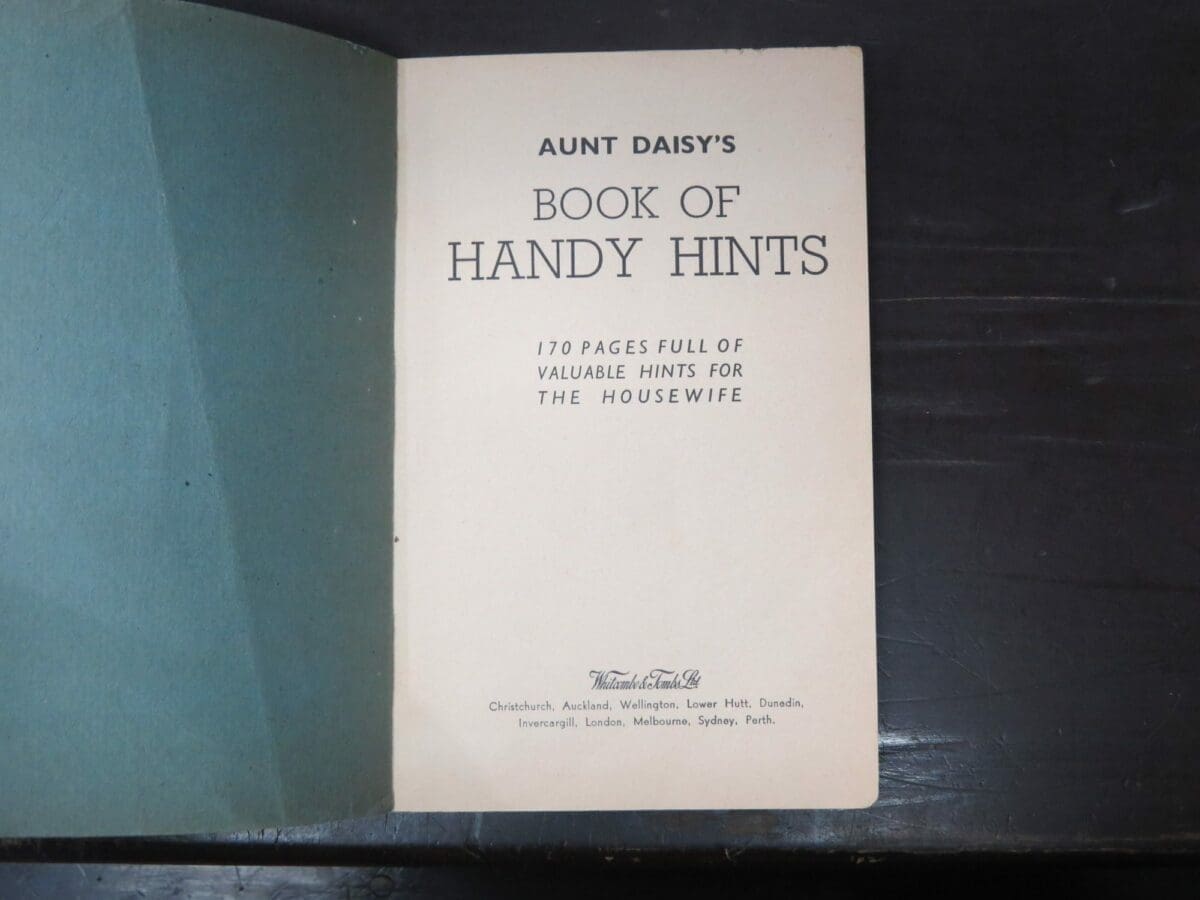 AUNT DAISY'S
BOOK OF
HANDY HINTS
170 PAGES FULL OF
VALUABLE HINTS FOR
THE HOUSEWIFE
Whitcombe & Tombs Ltd
Christchurch, Auckland, Wellington, Lower Hutt, Dunedin,
Invercargill, London, Melbourne, Sydney, Perth.